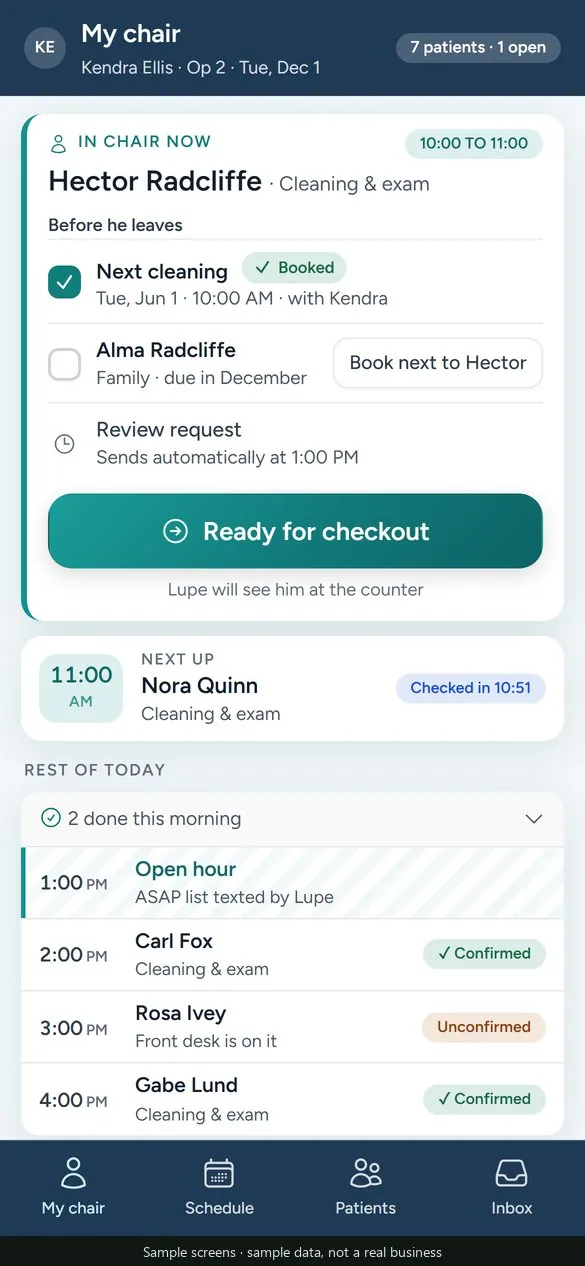 KE
My chair
Kendra Ellis · Op 2 · Tue, Dec 1
7 patients · 1 open
IN CHAIR NOW
10:00 TO 11:00
Hector Radcliffe · Cleaning & exam
Before he leaves
Next cleaning
✓ Booked
Tue, Jun 1 · 10:00 AM · with Kendra
Alma Radcliffe
Family · due in December
Book next to Hector
Review request
Sends automatically at 1:00 PM
Ready for checkout
Lupe will see him at the counter
11:00
AM
NEXT UP
Nora Quinn
Cleaning & exam
Checked in 10:51
REST OF TODAY
2 done this morning
1:00 PM
Open hour
ASAP list texted by Lupe
2:00 PM
Carl Fox
Cleaning & exam
✓ Confirmed
3:00 PM
Rosa Ivey
Front desk is on it
Unconfirmed
4:00 PM
Gabe Lund
Cleaning & exam
✓ Confirmed
My chair
Schedule
Patients
Inbox
Sample screens · sample data, not a real business